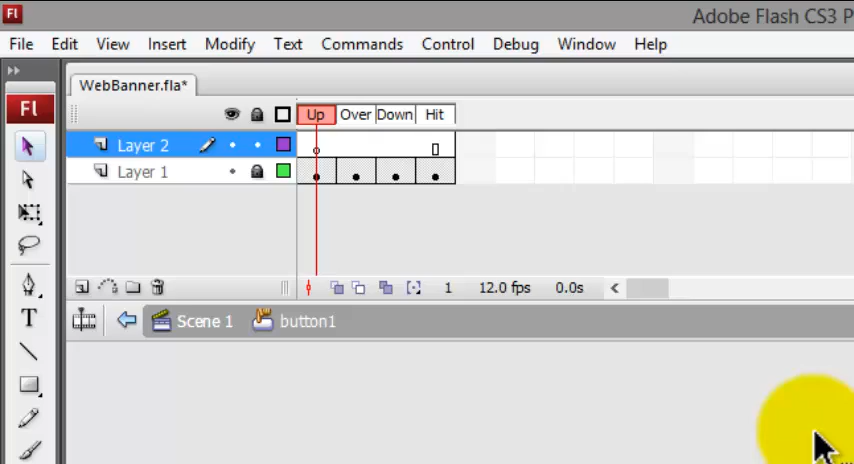 Fl
Adobe Flash CS3 P
File Edit View Insert Modify Text Commands Control Debug Window Help
WebBanner.fla*
Fl
Up Over Down Hit
Layer 2
Layer 1
1 12.0 fps 0.0s
T
Scene 1 button1